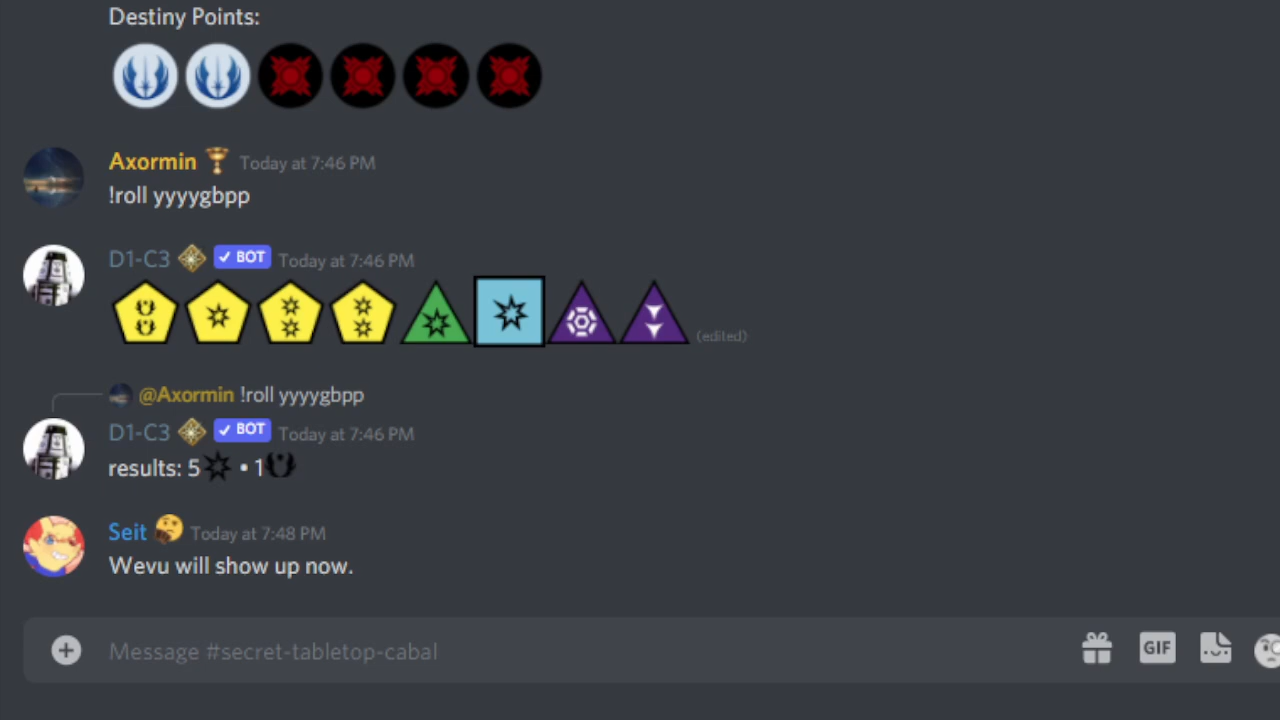 Destiny Points:
Axormin Today at 7:46 PM
!roll yyyygbpp
D1-C3 ✓ BOT Today at 7:46 PM
(edited)
@Axormin !roll yyyygbpp
D1-C3 ✓ BOT Today at 7:46 PM
results: 5 • 1
Seit 🤔 Today at 7:48 PM
Wevu will show up now.
Message #secret-tabletop-cabal
GIF